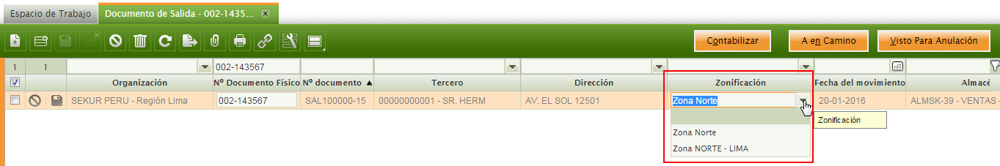 Espacio de Trabajo Documento de Salida - 002-1435... x
Contabilizar A en Camino Visto Para Anulación
1 1 002-143567
Organización Nº Documento Físico Nº documento Tercero Dirección Zonificación Fecha del movimiento Almacé
SEKUR PERU - Región Lima 002-143567 SAL100000-15 00000000001 - SR. HERM AV. EL SOL 12501 Zona Norte 20-01-2016 ALMSK-39 - VENTAS -
Zonificación
Zona Norte
Zona NORTE - LIMA